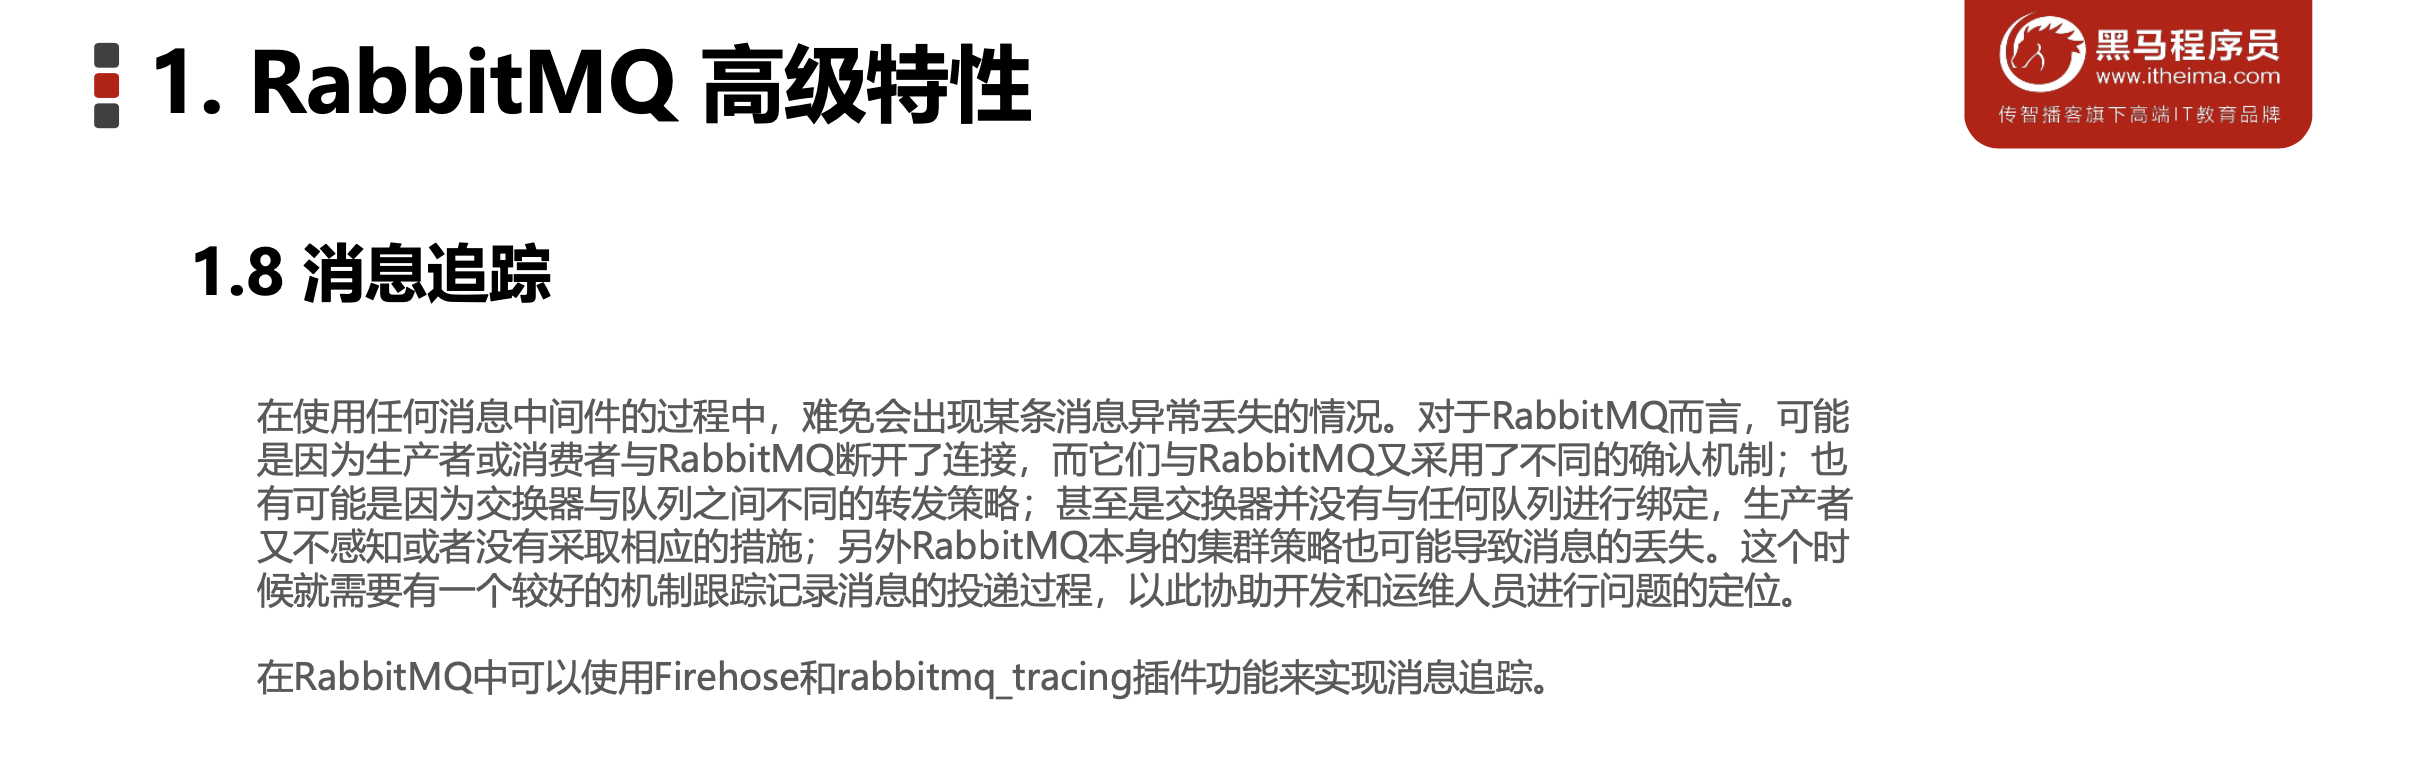 1. RabbitMQ 高级特性
黑马程序员
www.itheima.com
传智播客旗下高端IT教育品牌
1.8 消息追踪
在使用任何消息中间件的过程中，难免会出现某条消息异常丢失的情况。对于RabbitMQ而言，可能
是因为生产者或消费者与RabbitMQ断开了连接，而它们与RabbitMQ又采用了不同的确认机制；也
有可能是因为交换器与队列之间不同的转发策略；甚至是交换器并没有与任何队列进行绑定，生产者
又不感知或者没有采取相应的措施；另外RabbitMQ本身的集群策略也可能导致消息的丢失。这个时
候就需要有一个较好的机制跟踪记录消息的投递过程，以此协助开发和运维人员进行问题的定位。
在RabbitMQ中可以使用Firehose和rabbitmq_tracing插件功能来实现消息追踪。